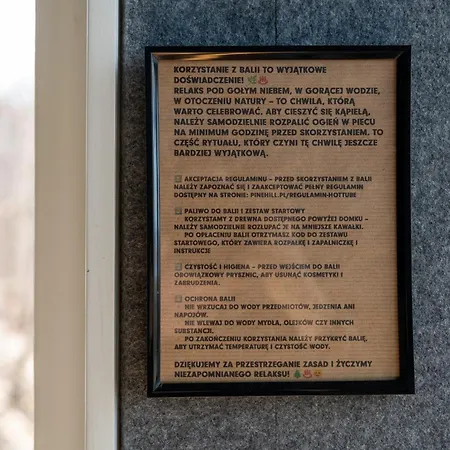 KORZYSTANIE Z BALII TO WYJĄTKOWE
DOŚWIADCZENIE! 🌿♨️
RELAKS POD GOŁYM NIEBEM, W GORĄCEJ WODZIE,
W OTOCZENIU NATURY – TO CHWILA, KTÓRĄ
WARTO CELEBROWAĆ. ABY CIESZYĆ SIĘ KĄPIELĄ,
NALEŻY SAMODZIELNIE ROZPALIĆ OGIEŃ W PIECU
NA MINIMUM GODZINĘ PRZED SKORZYSTANIEM. TO
CZĘŚĆ RYTUAŁU, KTÓRY CZYNI TĘ CHWILĘ JESZCZE
BARDZIEJ WYJĄTKOWĄ.
AKCEPTACJA REGULAMINU – PRZED SKORZYSTANIEM Z BALII
NALEŻY ZAPOZNAĆ SIĘ I ZAAKCEPTOWAĆ PEŁNY REGULAMIN
DOSTĘPNY NA STRONIE: PINEHILL.PL/REGULAMIN-HOTTUBE
PALIWO DO BALII I ZESTAW STARTOWY
KORZYSTAMY Z DREWNA DOSTĘPNEGO POWYŻEJ DOMKU –
NALEŻY SAMODZIELNIE ROZŁUPAĆ JE NA MNIEJSZE KAWAŁKI.
PO OPŁACENIU BALII OTRZYMASZ KOD DO ZESTAWU
STARTOWEGO, KTÓRY ZAWIERA ROZPAŁKĘ I ZAPALNICZKĘ I
INSTRUKCJE
CZYSTOŚĆ I HIGIENA – PRZED WEJŚCIEM DO BALII
OBOWIĄZKOWY PRYSZNIC, ABY USUNĄĆ KOSMETYKI I
ZABRUDZENIA.
OCHRONA BALII
NIE WRZUCAJ DO WODY PRZEDMIOTÓW, JEDZENIA ANI
NAPOJÓW.
NIE WLEWAJ DO WODY MYDŁA, OLEJKÓW CZY INNYCH
SUBSTANCJI.
PO ZAKOŃCZENIU KORZYSTANIA NALEŻY PRZYKRYĆ BALIĘ,
ABY UTRZYMAĆ TEMPERATURĘ I CZYSTOŚĆ WODY.
DZIĘKUJEMY ZA PRZESTRZEGANIE ZASAD I ŻYCZYMY
NIEZAPOMNIANEGO RELAKSU! 🌲♨️😊